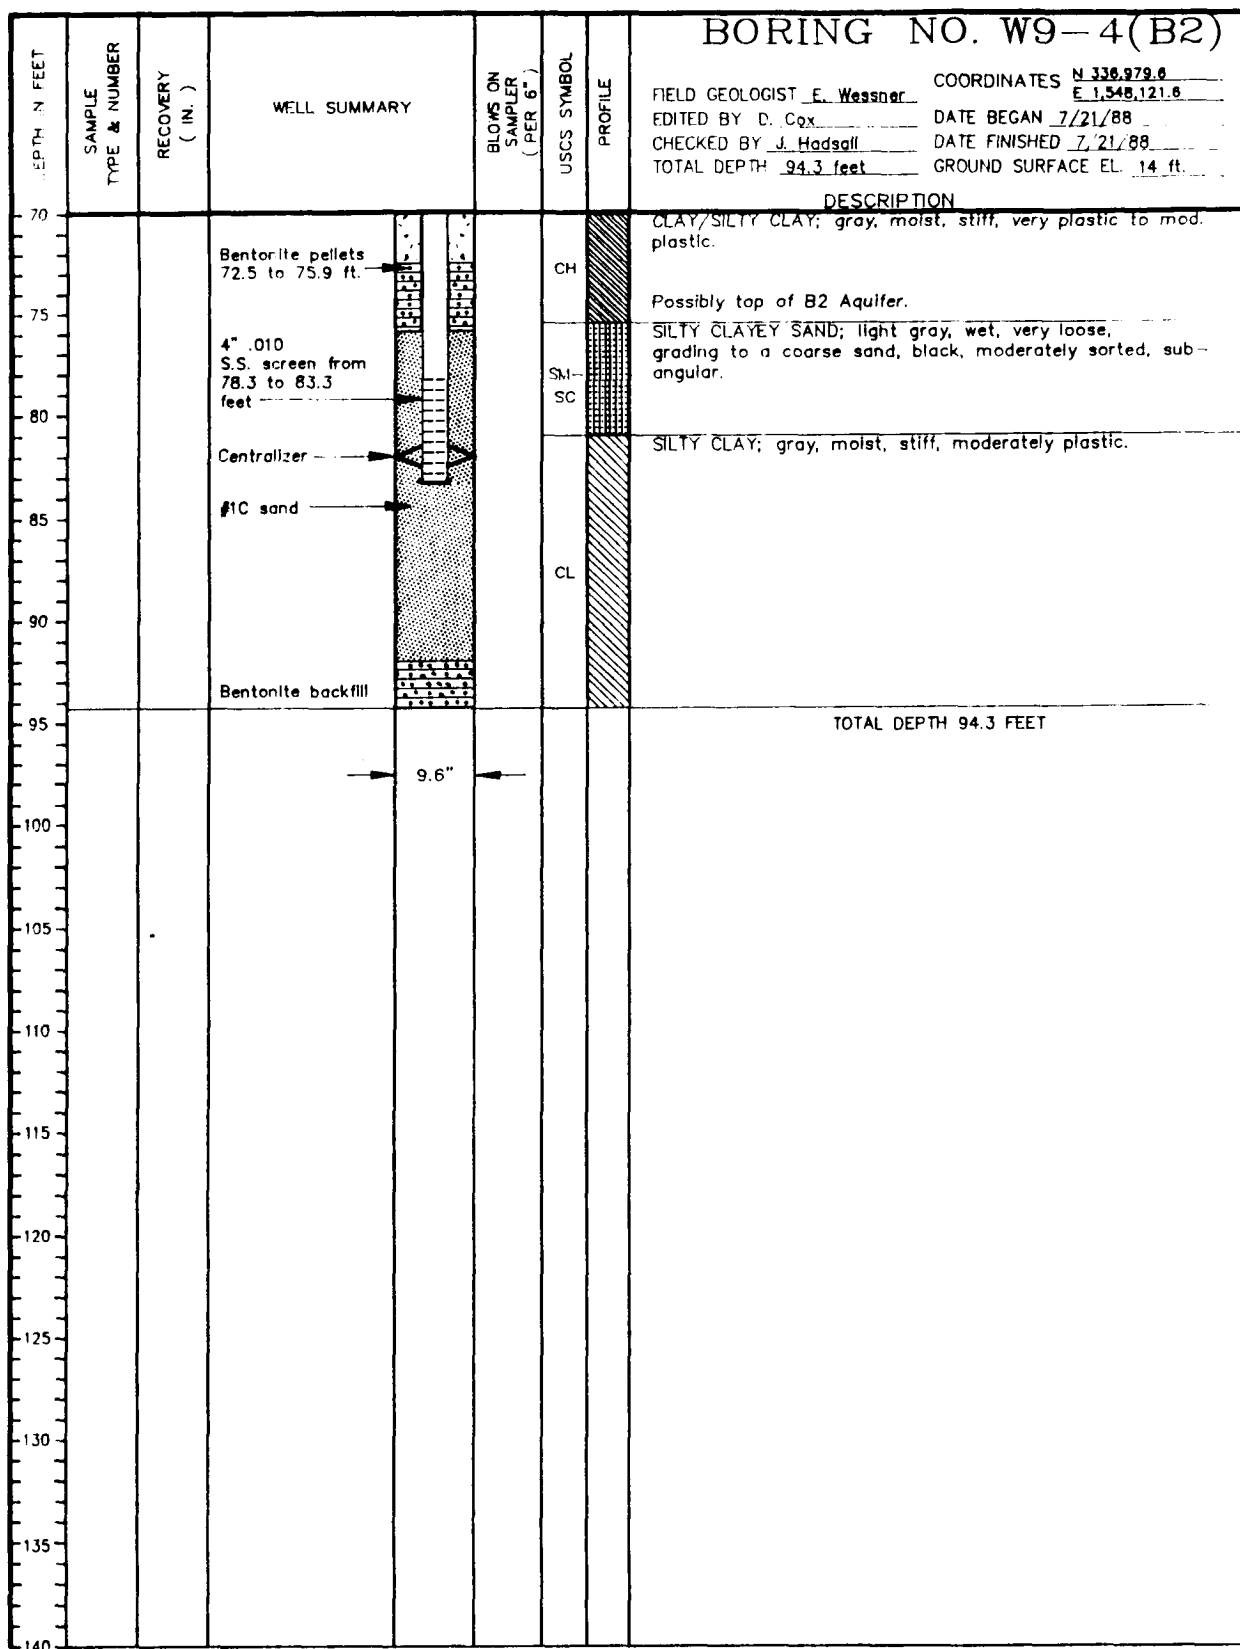 BORING NO. W9-4(B2)
DEPTH IN FEET
SAMPLE
TYPE & NUMBER
RECOVERY
( IN. )
WELL SUMMARY
BLOWS ON
SAMPLER
( PER 6" )
USCS SYMBOL
PROFILE
FIELD GEOLOGIST E. Wessner
COORDINATES N 336,979.6
E 1,548,121.6
EDITED BY D. Cox
DATE BEGAN 7/21/88
CHECKED BY J. Hadsall
DATE FINISHED 7/21/88
TOTAL DEPTH 94.3 feet
GROUND SURFACE EL. 14 ft.
DESCRIPTION
70
CLAY/SILTY CLAY; gray, moist, stiff, very plastic to mod.
plastic.
Bentonite pellets
72.5 to 75.9 ft.
CH
Possibly top of B2 Aquifer.
75
SILTY CLAYEY SAND; light gray, wet, very loose,
grading to a coarse sand, black, moderately sorted, sub-
angular.
4" .010
S.S. screen from
78.3 to 83.3
feet
SM-
SC
80
SILTY CLAY; gray, moist, stiff, moderately plastic.
Centralizer
#1C sand
85
CL
90
Bentonite backfill
95
TOTAL DEPTH 94.3 FEET
9.6"
100
105
110
115
120
125
130
135
140